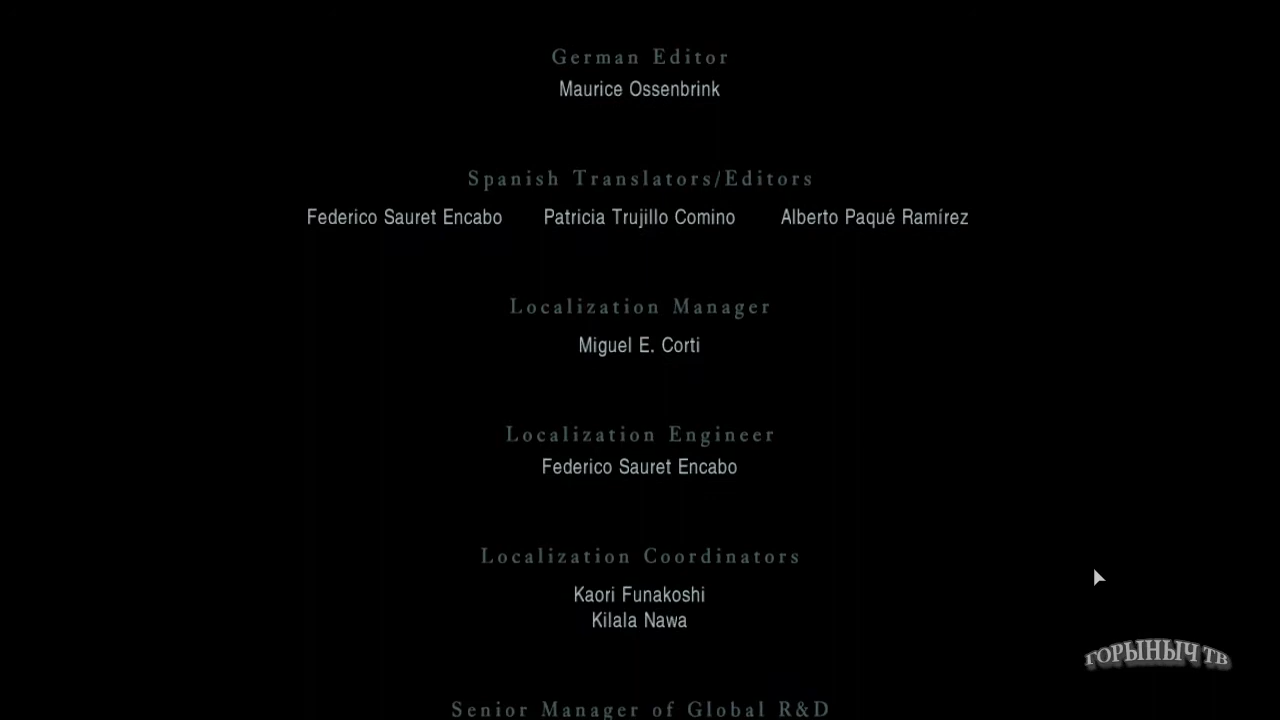 German Editor
Maurice Ossenbrink
Spanish Translators/Editors
Federico Sauret Encabo Patricia Trujillo Comino Alberto Paqué Ramírez
Localization Manager
Miguel E. Corti
Localization Engineer
Federico Sauret Encabo
Localization Coordinators
Kaori Funakoshi
Kilala Nawa
ГОРЫНЫЧ ТВ
Senior Manager of Global R&D